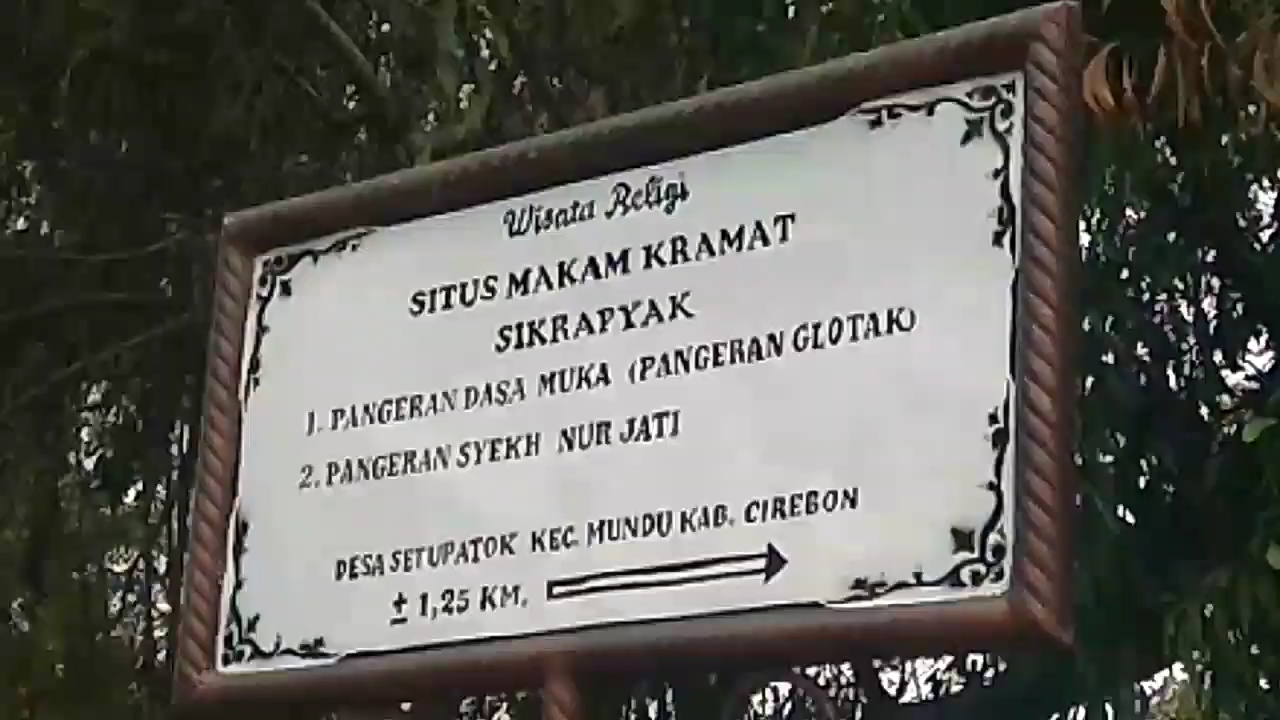 Wisata Religi
SITUS MAKAM KRAMAT
SIKRAPYAK
1. PANGERAN DASA MUKA (PANGERAN GLOTAK)
2. PANGERAN SYEKH NUR JATI
DESA SETUPATOK KEC. MUNDU KAB. CIREBON
± 1,25 KM.